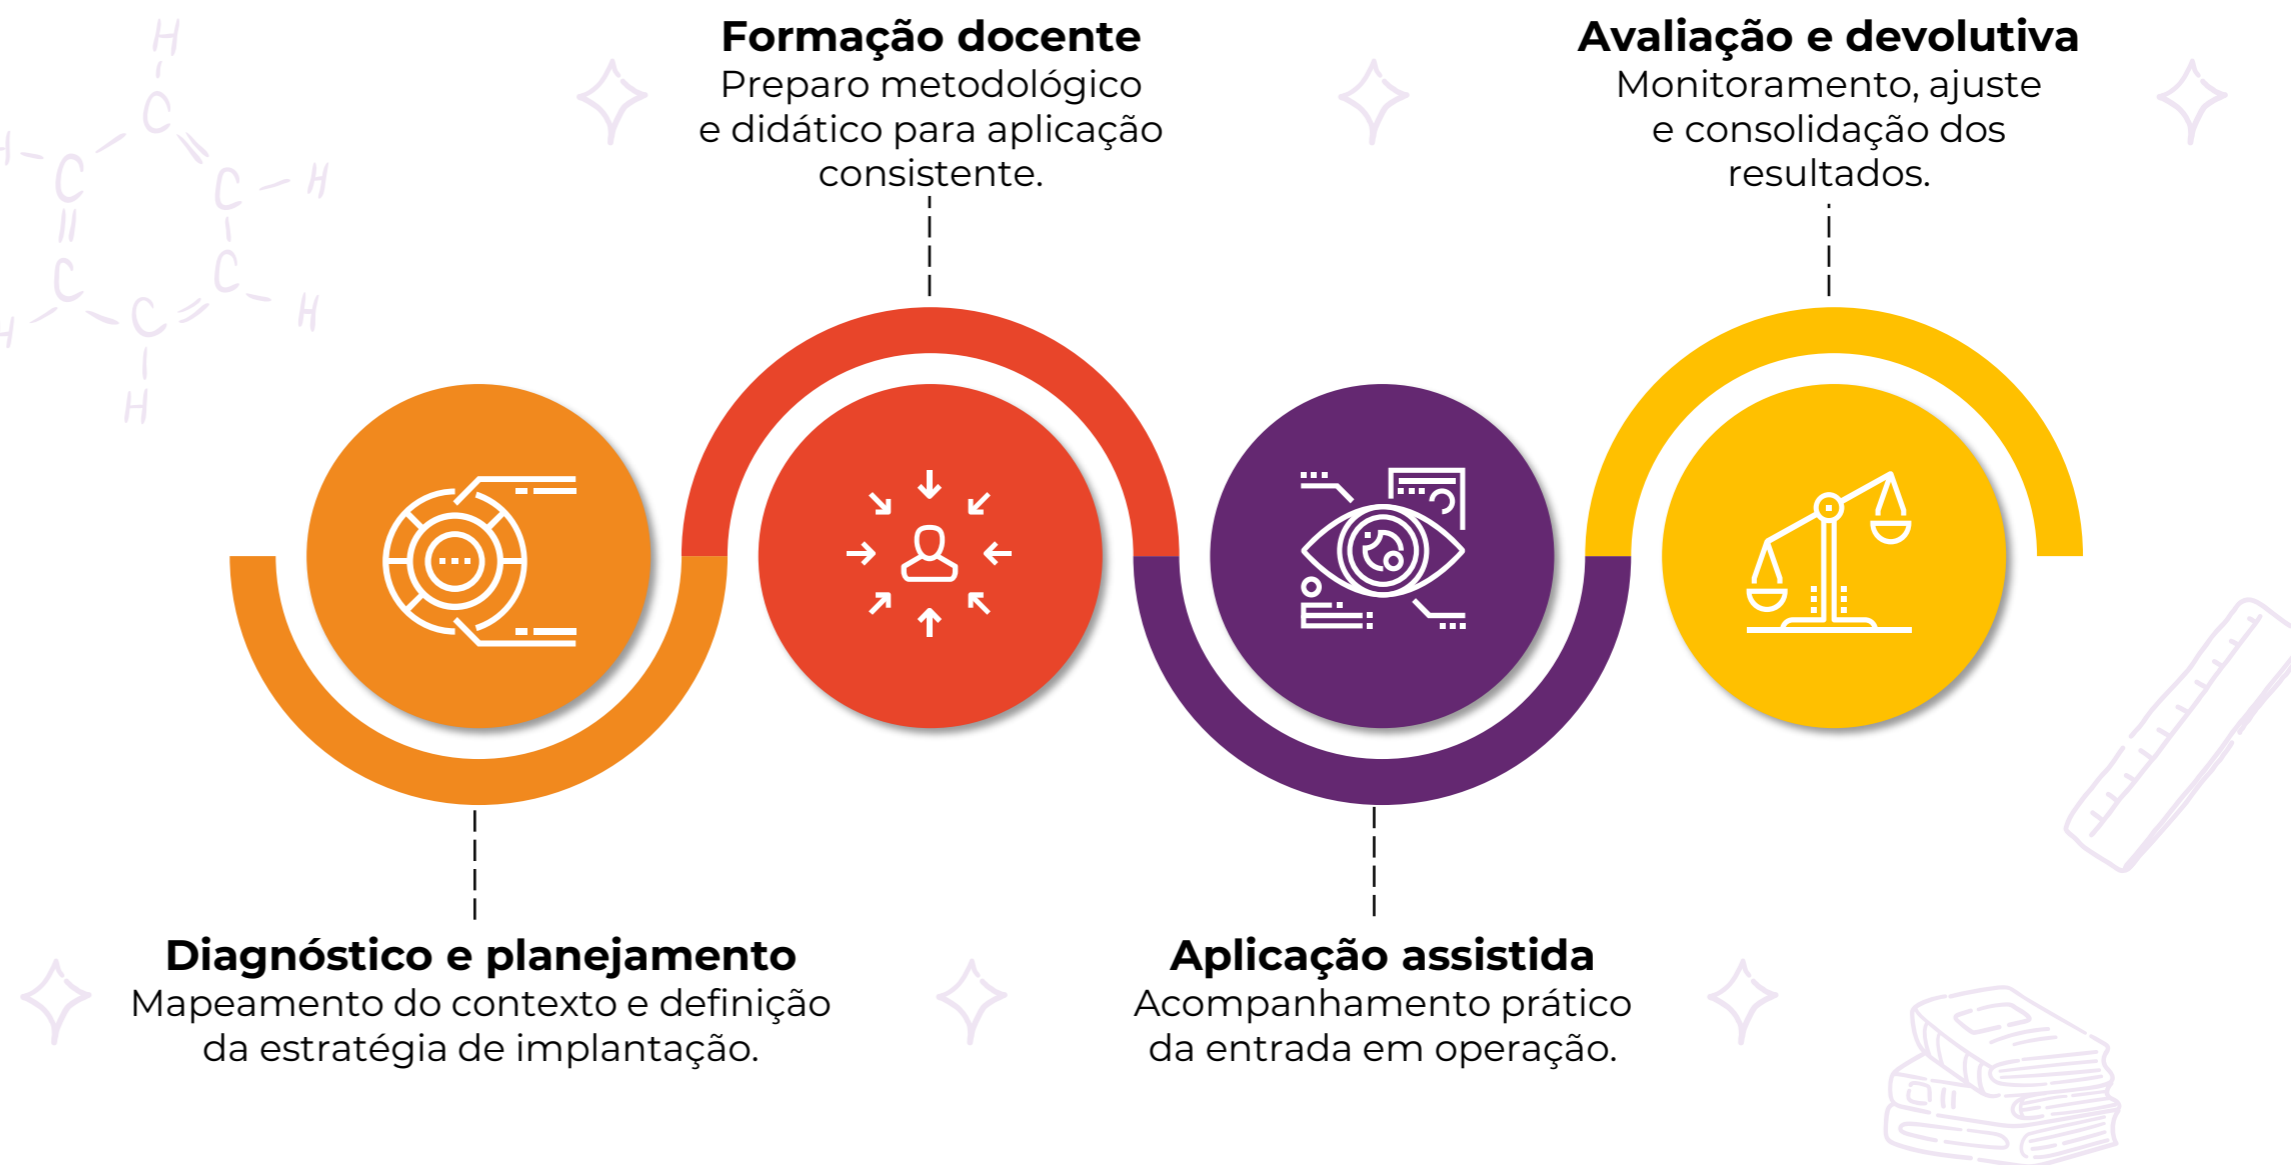 Formação docente
Preparo metodológico
e didático para aplicação
consistente.
Avaliação e devolutiva
Monitoramento, ajuste
e consolidação dos
resultados.
H
C
H
C
C
H
C
C
H
H
C
H
Diagnóstico e planejamento
Mapeamento do contexto e definição
da estratégia de implantação.
Aplicação assistida
Acompanhamento prático
da entrada em operação.